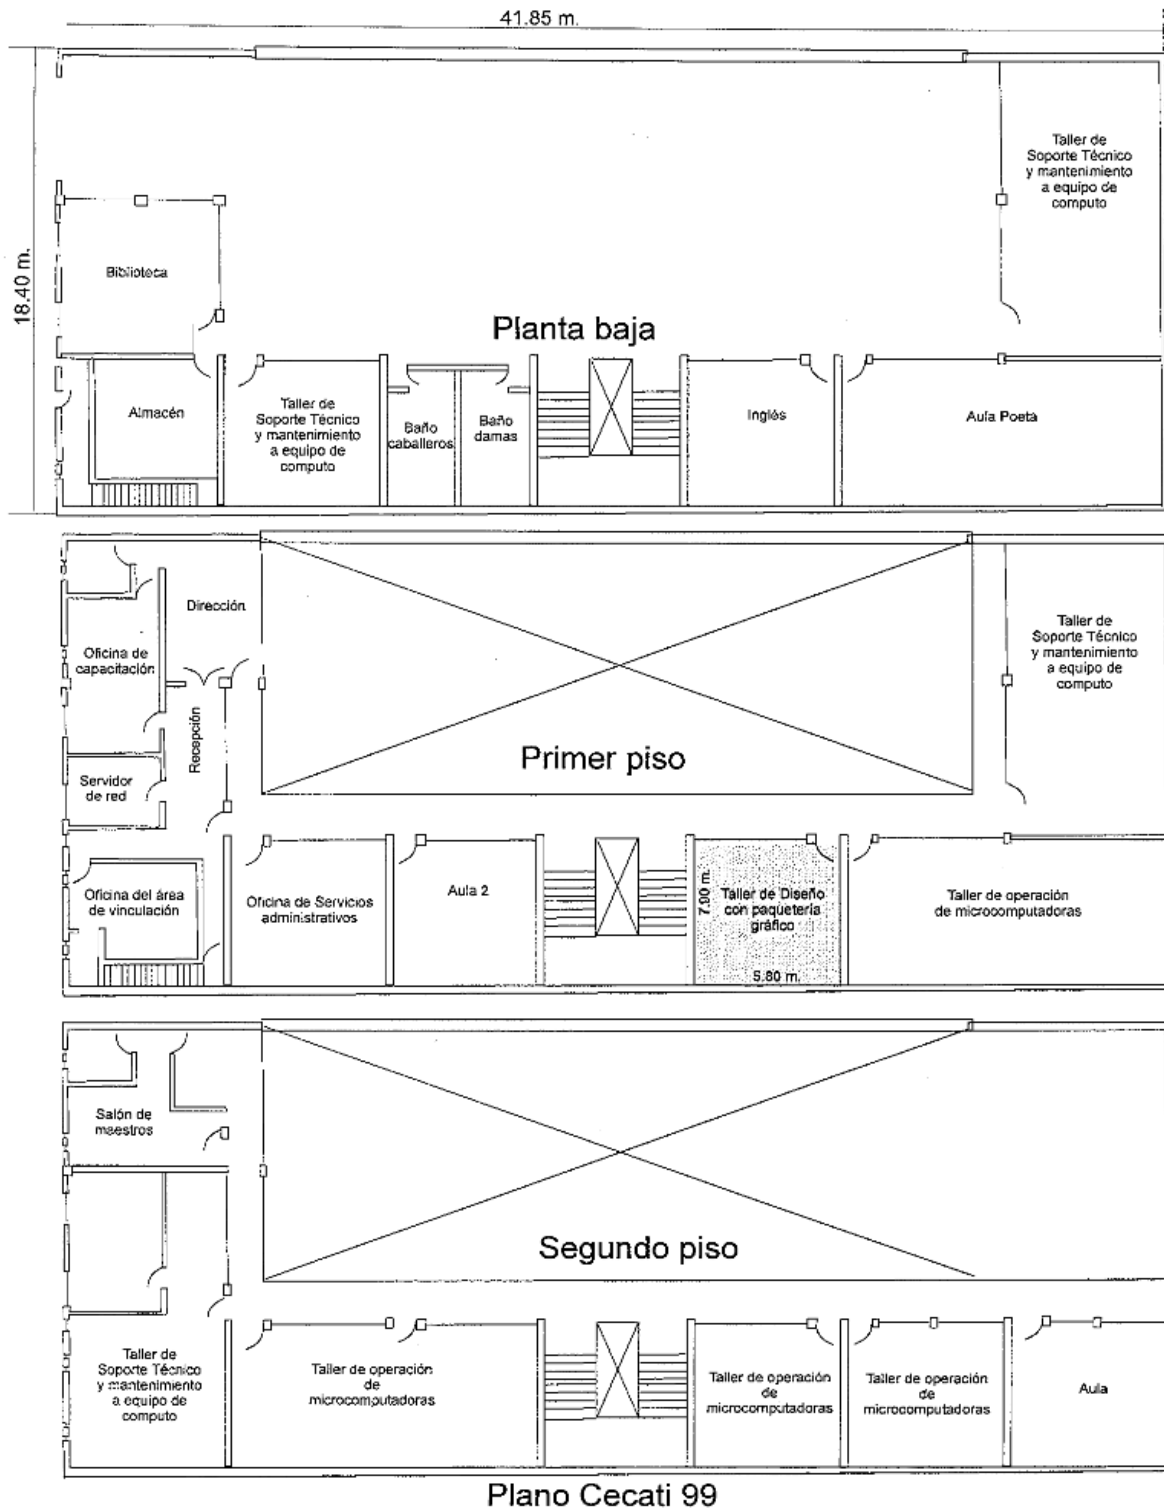 41.85 m.
18.40 m.
Taller de
Soporte Técnico
y mantenimiento
a equipo de
computo
Biblioteca
Planta baja
Almacén
Taller de
Soporte Técnico
y mantenimiento
a equipo de
computo
Baño
caballeros
Baño
damas
Inglés
Aula Poeta
Dirección
Oficina de
capacitación
Recepción
Servidor
de red
Primer piso
Taller de
Soporte Técnico
y mantenimiento
a equipo de
computo
Oficina del área
de vinculación
Oficina de Servicios
administrativos
Aula 2
7.90 m.
Taller de Diseño
con paquetería
gráfico
5.80 m.
Taller de operación
de microcomputadoras
Salón de
maestros
Segundo piso
Taller de
Soporte Técnico
y mantenimiento
a equipo de
computo
Taller de operación
de
microcomputadoras
Taller de operación
de
microcomputadoras
Taller de operación
de
microcomputadoras
Aula
Plano Cecati 99